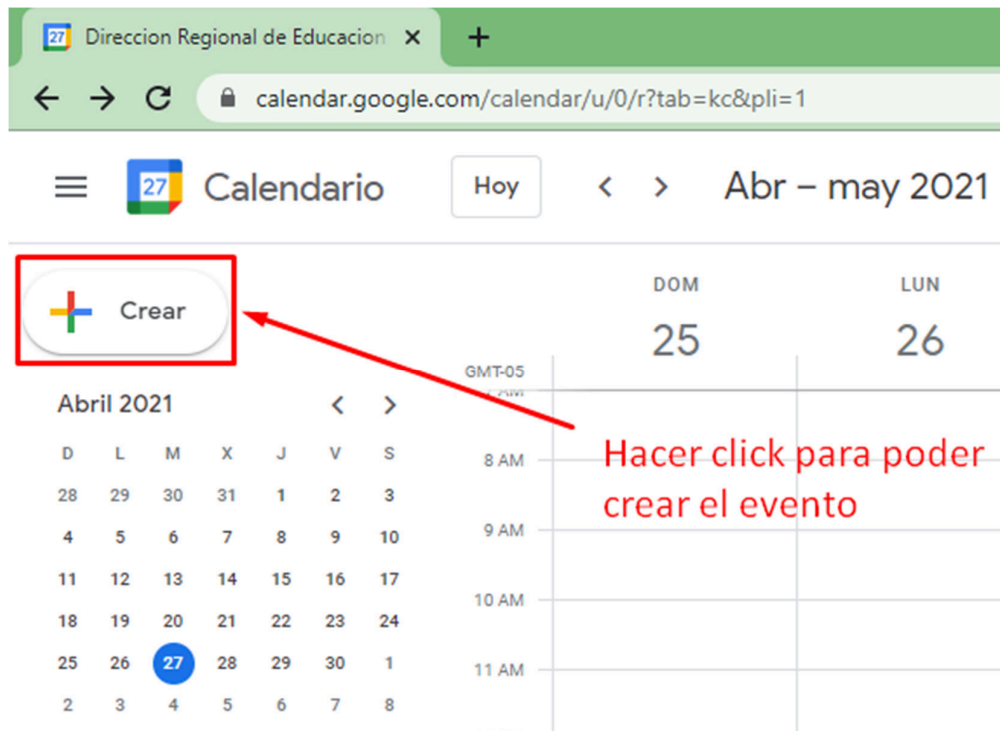 27 Direccion Regional de Educacion
calendar.google.com/calendar/u/0/r?tab=kc&pli=1
27 Calendario Hoy Abr – may 2021
Crear
DOM LUN
25 26
GMT-05
Abril 2021
D L M X J V S
28 29 30 31 1 2 3
4 5 6 7 8 9 10
11 12 13 14 15 16 17
18 19 20 21 22 23 24
25 26 27 28 29 30 1
2 3 4 5 6 7 8
8 AM
9 AM
10 AM
11 AM
Hacer click para poder
crear el evento